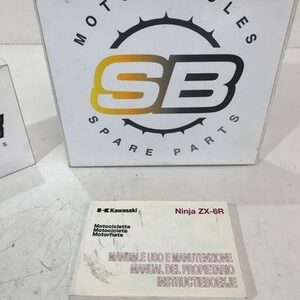 MOTORCYCLES
SB
SPARE PARTS
Kawasaki
Ninja ZX-6R
Motocicletta
Motocicleta
Motorfiets
MANUALE USO E MANUTENZIONE
MANUAL DEL PROPIETARIO
INSTRUCTIEBOEKJE